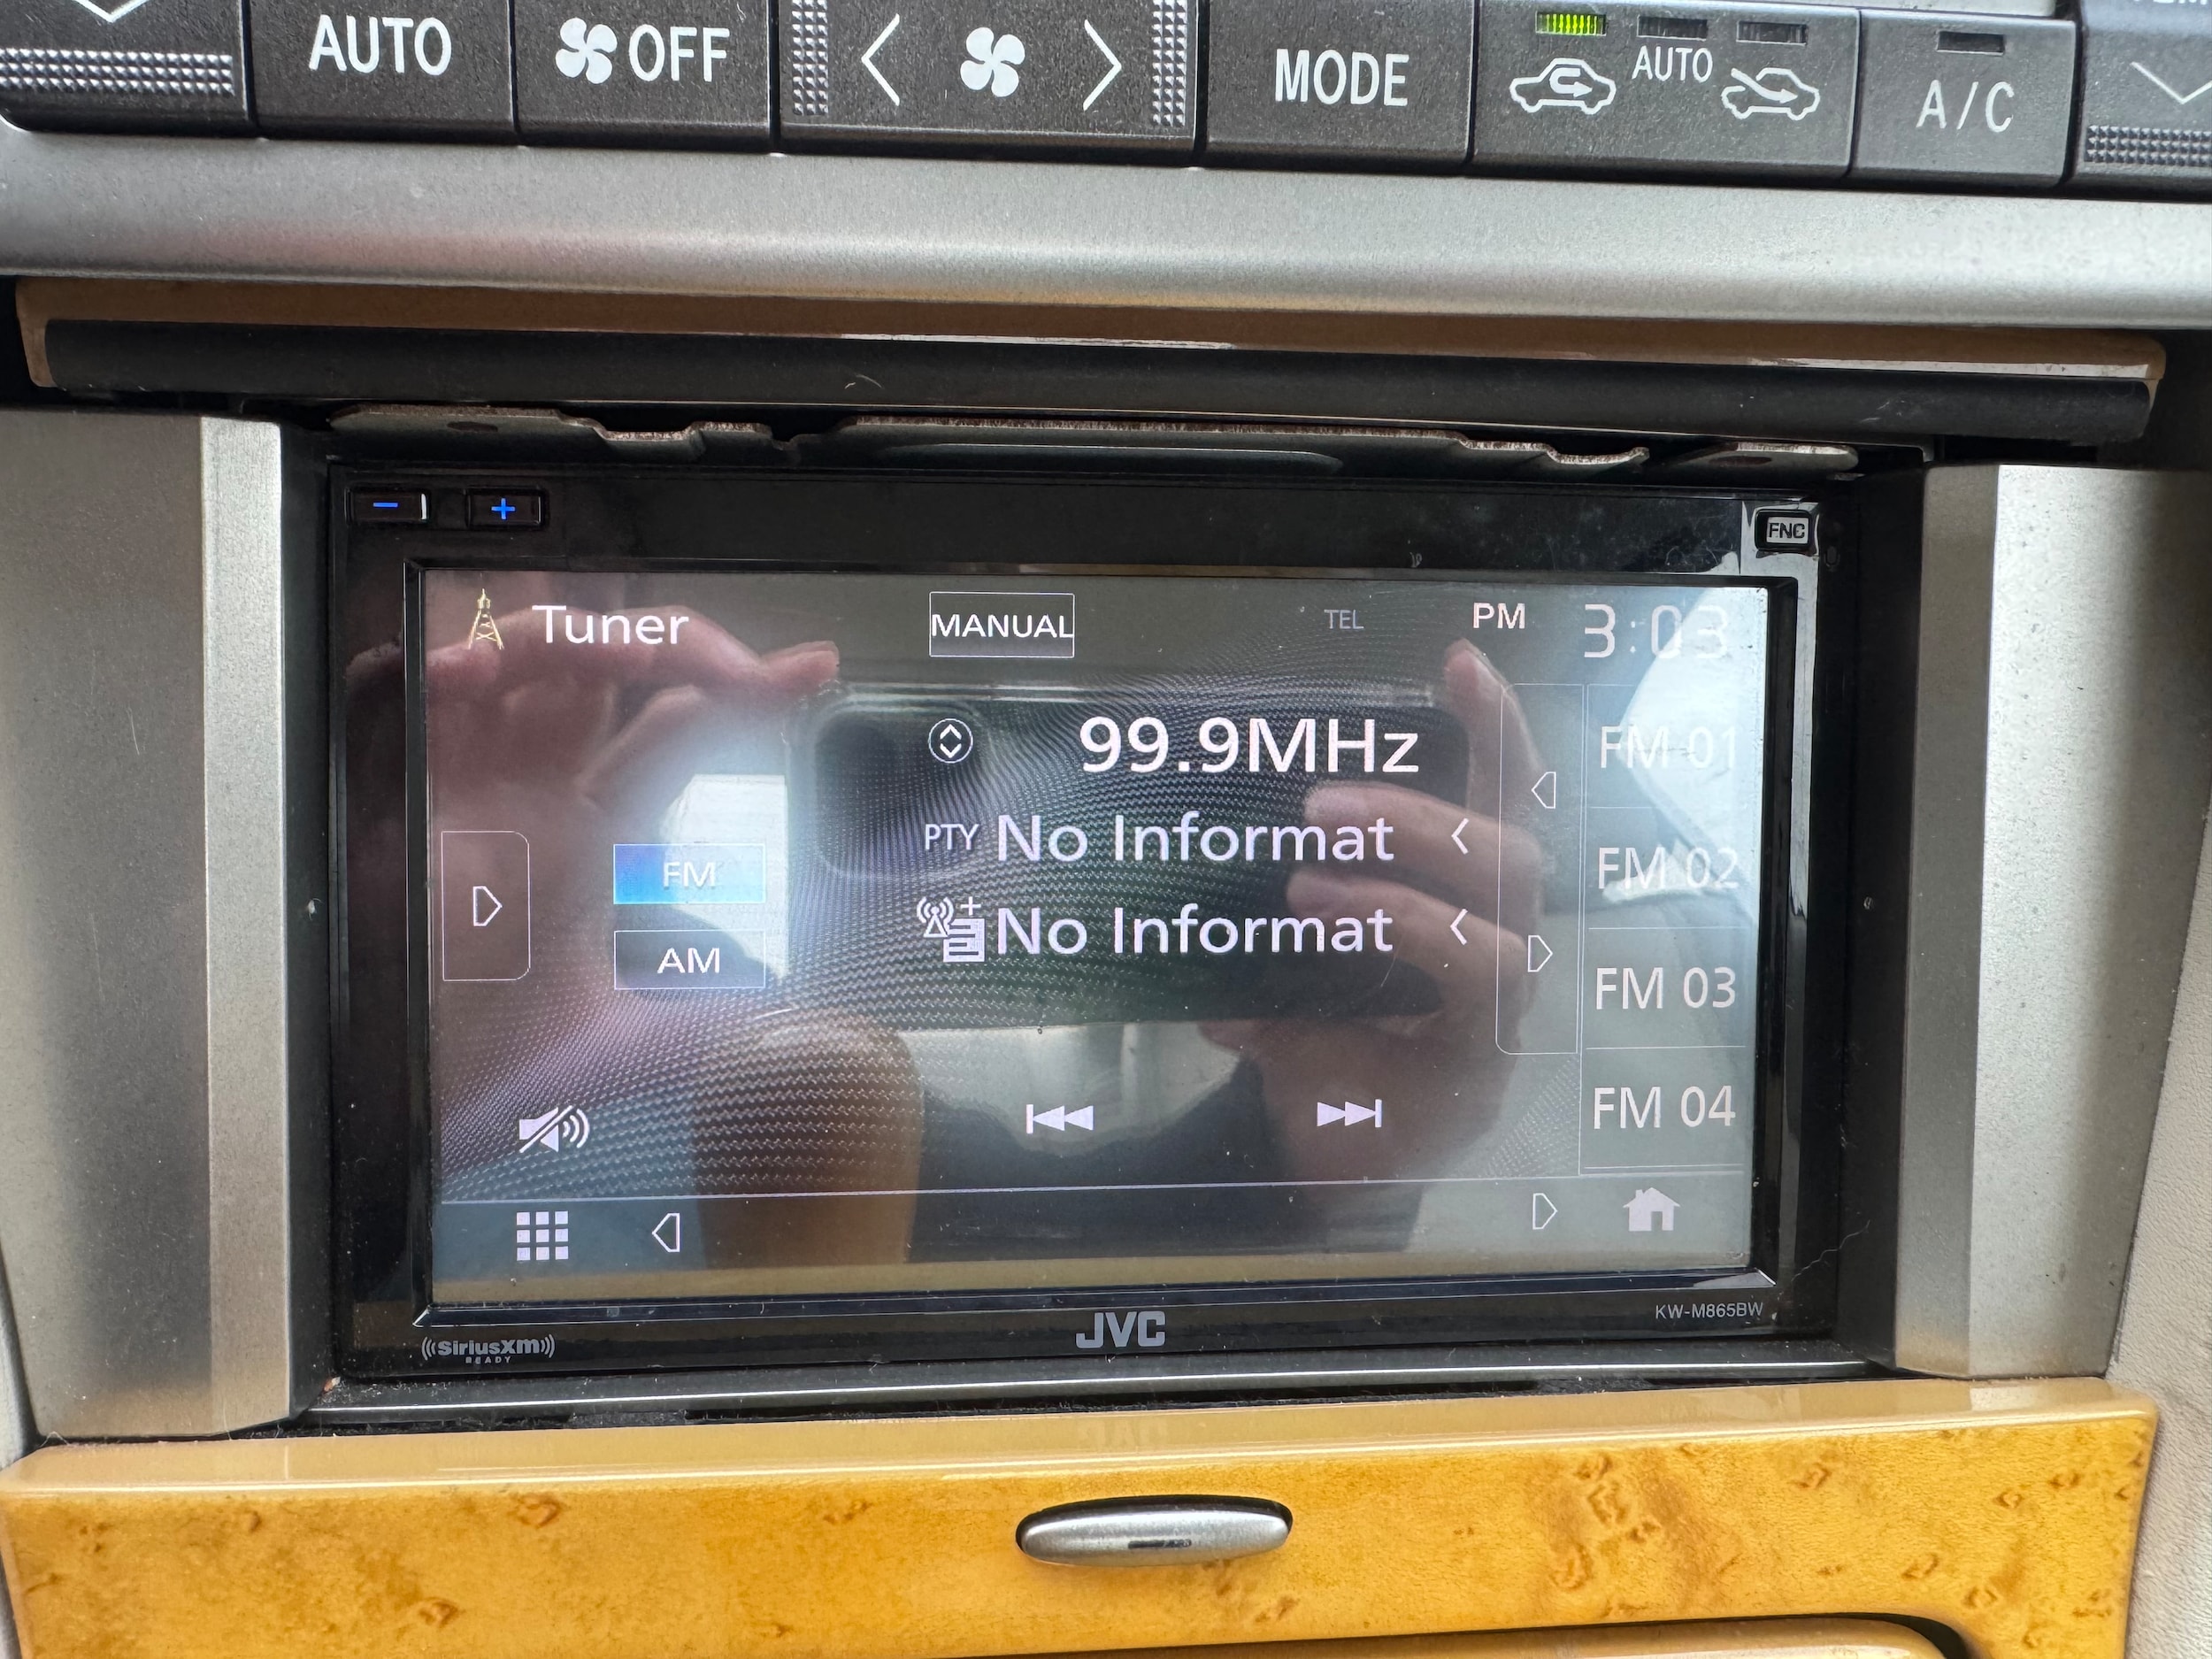 AUTO
OFF
MODE
AUTO
A/C
FNC
Tuner
MANUAL
TEL
PM
3:03
99.9MHz
PTY No Informat
No Informat
FM
AM
FM 01
FM 02
FM 03
FM 04
((SiriusXM))
READY
JVC
KW-M865BW